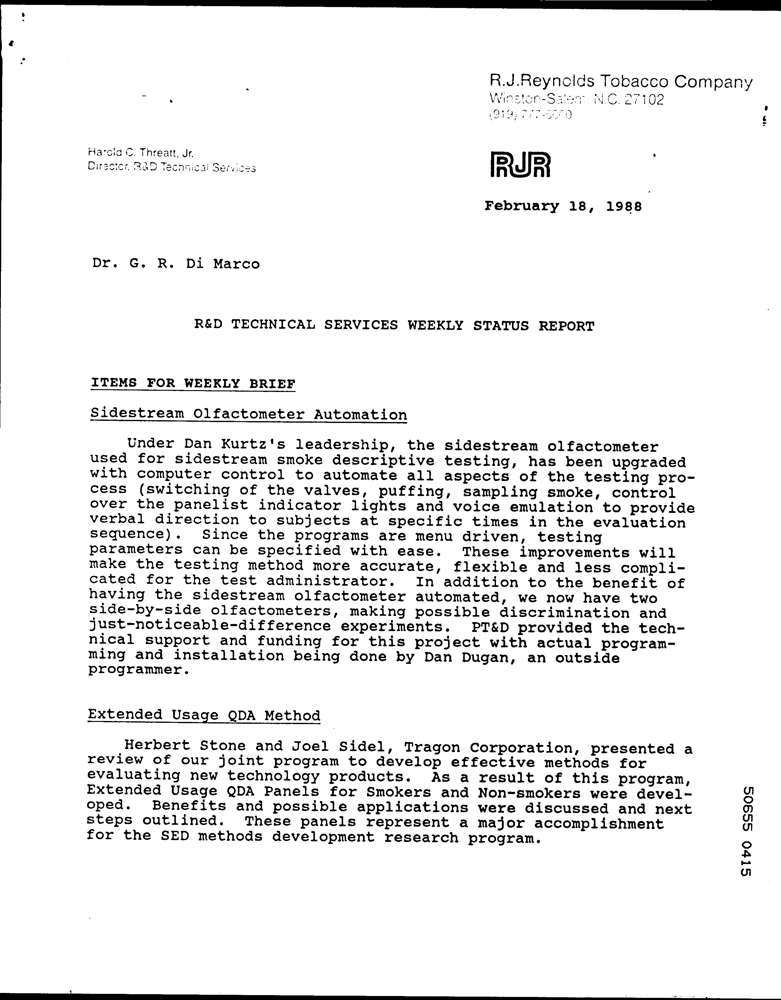 R.J.Reynolds Tobacco Company
Winston-Salem, N.C. 27102
Harold C. Threatt, Jr.
Director, R&D Technical Services
RJR
February 18, 1988
Dr. G. R. Di Marco
R&D TECHNICAL SERVICES WEEKLY STATUS REPORT
ITEMS FOR WEEKLY BRIEF
Sidestream Olfactometer Automation
Under Dan Kurtz's leadership, the sidestream olfactometer
used for sidestream smoke descriptive testing, has been upgraded
with computer control to automate all aspects of the testing pro-
cess (switching of the valves, puffing, sampling smoke, control
over the panelist indicator lights and voice emulation to provide
verbal direction to subjects at specific times in the evaluation
sequence). Since the programs are menu driven, testing
parameters can be specified with ease. These improvements will
make the testing method more accurate, flexible and less compli-
cated for the test administrator. In addition to the benefit of
having the sidestream olfactometer automated, we now have two
side-by-side olfactometers, making possible discrimination and
just-noticeable-difference experiments. PT&D provided the tech-
nical support and funding for this project with actual program-
ming and installation being done by Dan Dugan, an outside
programmer.
Extended Usage QDA Method
Herbert Stone and Joel Sidel, Tragon Corporation, presented a
review of our joint program to develop effective methods for
evaluating new technology products. As a result of this program,
Extended Usage QDA Panels for Smokers and Non-smokers were devel-
oped. Benefits and possible applications were discussed and next
steps outlined. These panels represent a major accomplishment
for the SED methods development research program.
50655 0415